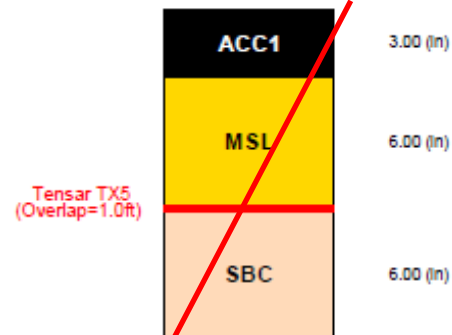 ACC1
3.00 (in)
MSL
6.00 (in)
Tensar TX5
(Overlap=1.0ft)
SBC
6.00 (in)